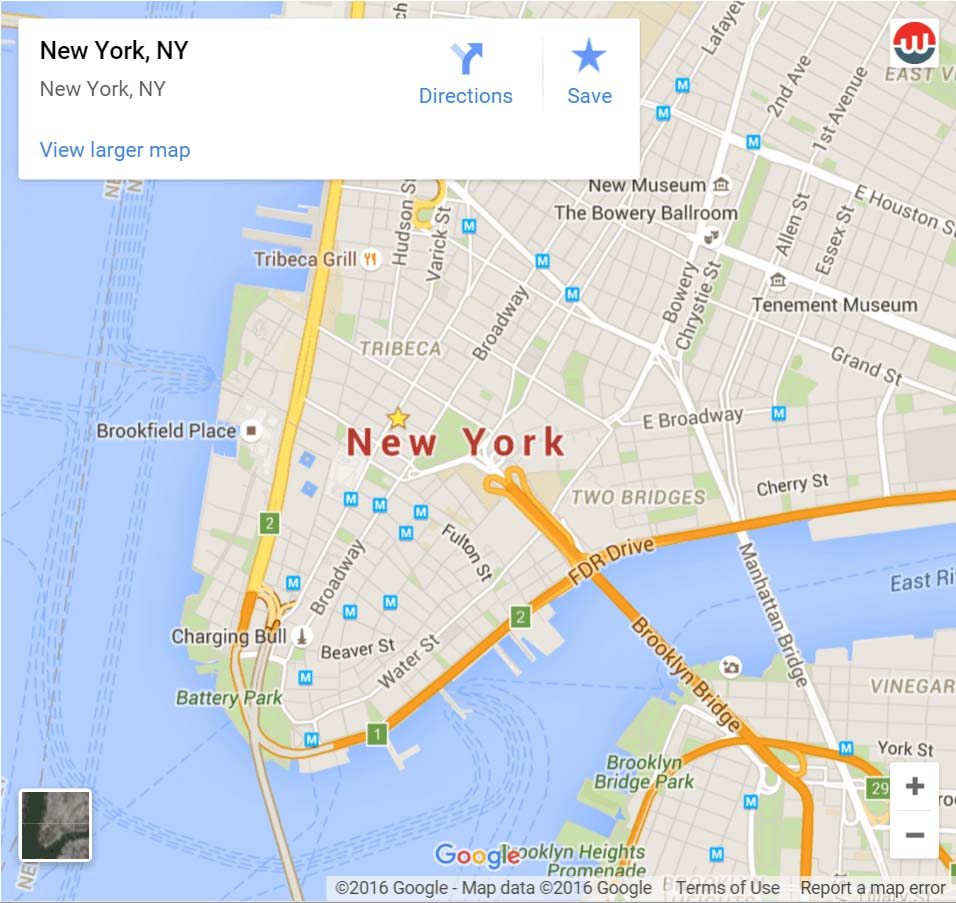 New York, NY
New York, NY
View larger map
Directions
Save
Lafayet
2nd Ave
1st Avenue
EAST V
New Museum
The Bowery Ballroom
E Houston S
Allen St
Essex St
Hudson St
Varick St
Tribeca Grill
Bowery
Chrystie St
Tenement Museum
Broadway
TRIBECA
Grand St
E Broadway
Brookfield Place
New York
Cherry St
TWO BRIDGES
2
Fulton St
Broadway
FDR Drive
Manhattan Bridge
East Ri
2
Charging Bull
Beaver St
Water St
Brooklyn Bridge
Battery Park
VINEGAR
1
York St
Brooklyn
Bridge Park
29
Google
ooklyn Heights
Promenade
©2016 Google - Map data ©2016 Google
Terms of Use
Report a map error